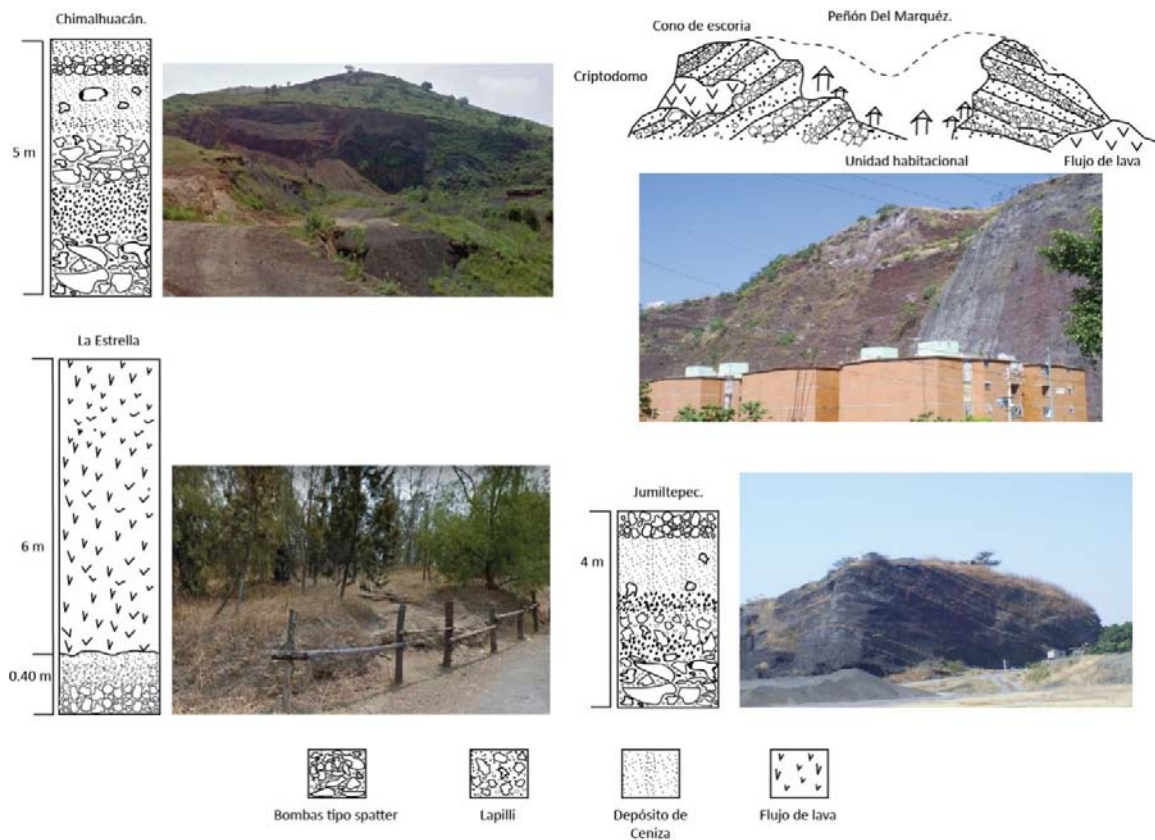 Chimalhuacán.
5 m
Peñón Del Marquéz.
Cono de escoria
Criptodomo
Unidad habitacional
Flujo de lava
La Estrella
6 m
0.40 m
Jumiltepec.
4 m
Bombas tipo spatter
Lapilli
Depósito de
Ceniza
Flujo de lava